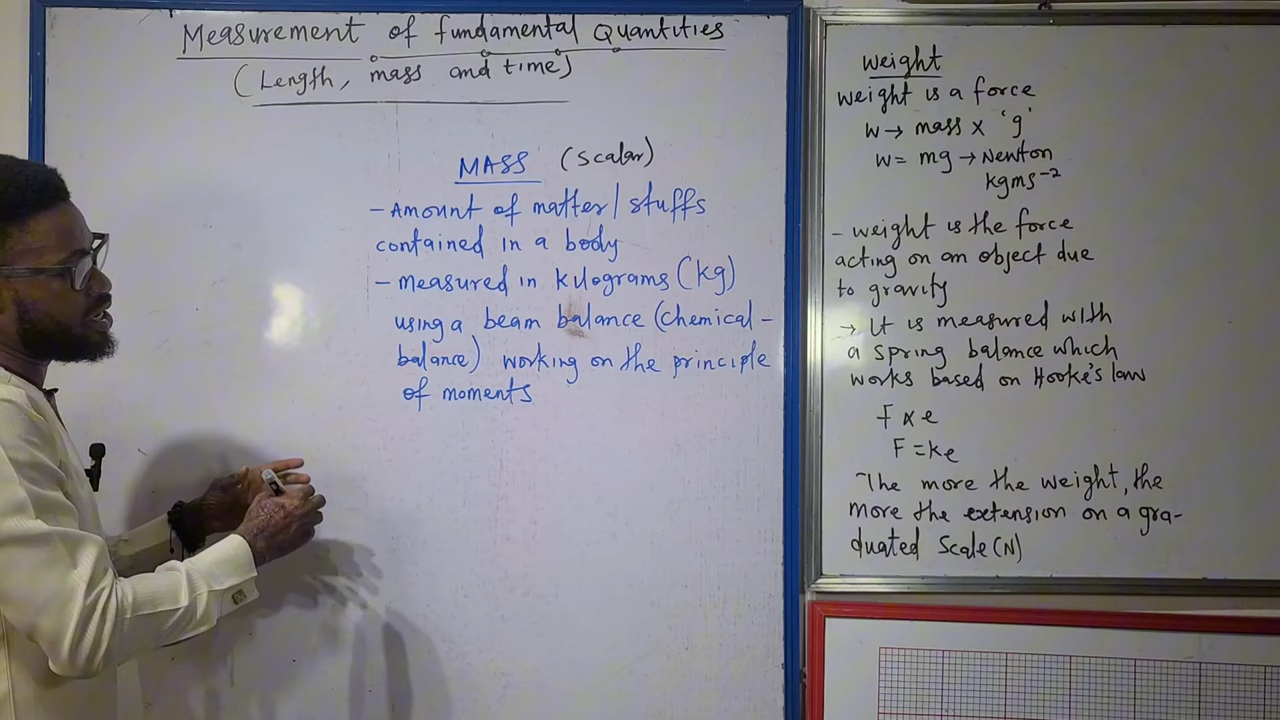 Measurement of fundamental Quantities
(Length, mass and time)
MASS (scalar)
- Amount of matter/stuffs
contained in a body
- measured in kilograms (kg)
using a beam balance (chemical-
balance) working on the principle
of moments
weight
weight is a force
w → mass x 'g'
w = mg → Newton
kgms⁻²
- weight is the force
acting on an object due
to gravity
→ It is measured with
a spring balance which
works based on Hooke's law
F ∝ e
F = ke
The more the weight, the
more the extension on a gra-
duated scale (N)